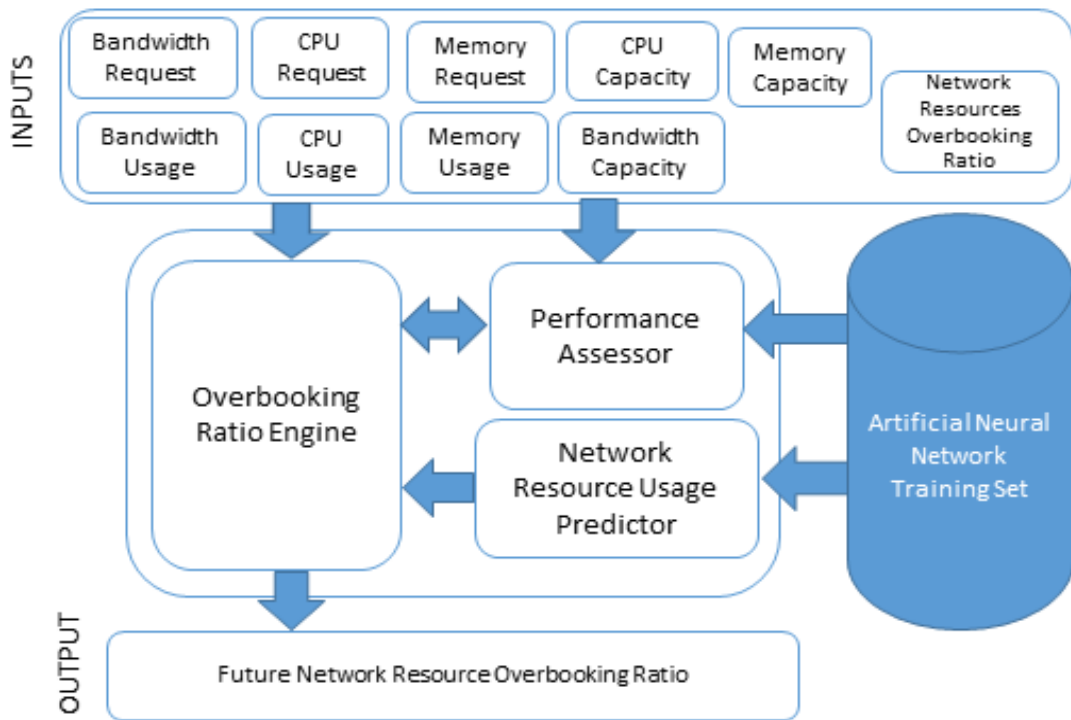 INPUTS
Bandwidth
Request
CPU
Request
Memory
Request
CPU
Capacity
Memory
Capacity
Network
Resources
Overbooking
Ratio
Bandwidth
Usage
CPU
Usage
Memory
Usage
Bandwidth
Capacity
Overbooking
Ratio Engine
Performance
Assessor
Network
Resource Usage
Predictor
Artificial Neural
Network
Training Set
OUTPUT
Future Network Resource Overbooking Ratio